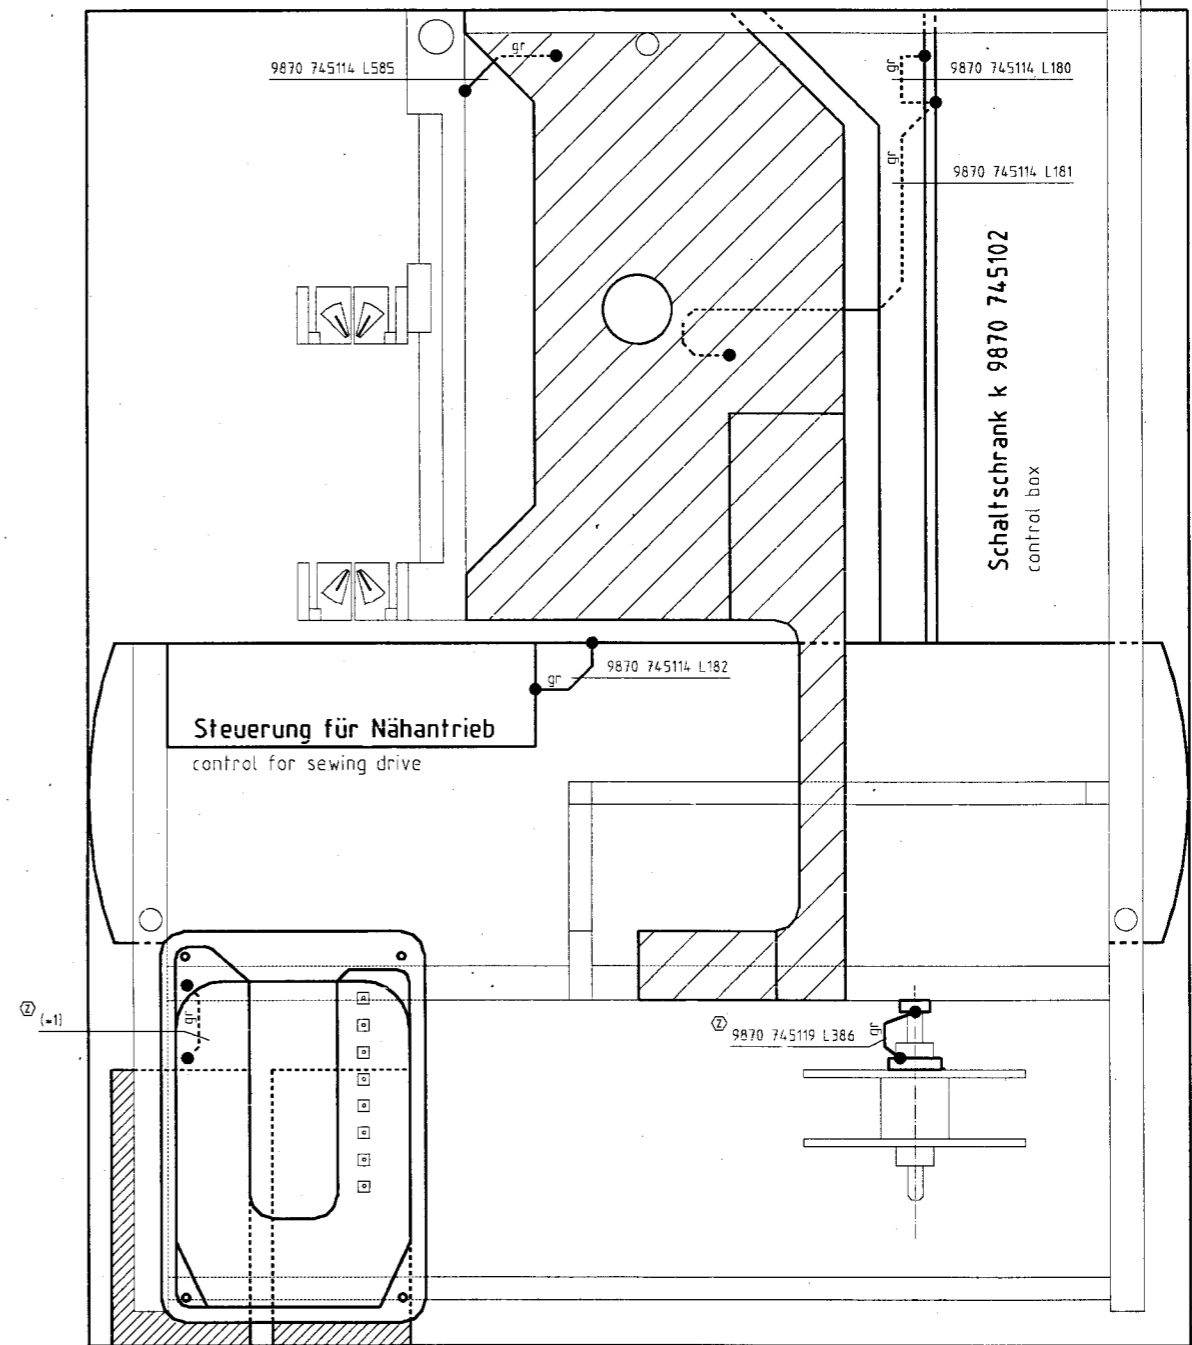 gr
9870 745114 L585
gr
9870 745114 L180
gr
9870 745114 L181
Schaltschrank k 9870 745102
control box
gr
9870 745114 L182
Steuerung für Nähantrieb
control for sewing drive
Z (=1)
gr
Z 9870 745119 L386
gr